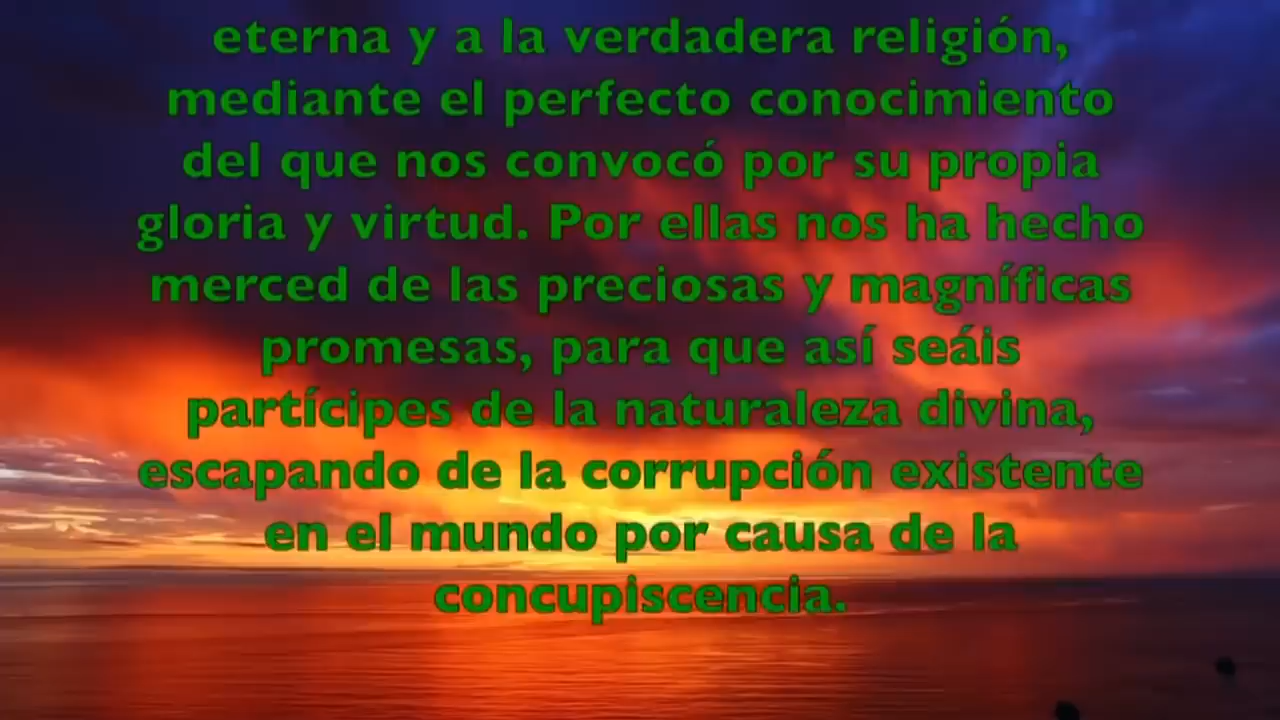 eterna y a la verdadera religión,
mediante el perfecto conocimiento
del que nos convocó por su propia
gloria y virtud. Por ellas nos ha hecho
merced de las preciosas y magníficas
promesas, para que así seáis
partícipes de la naturaleza divina,
escapando de la corrupción existente
en el mundo por causa de la
concupiscencia.